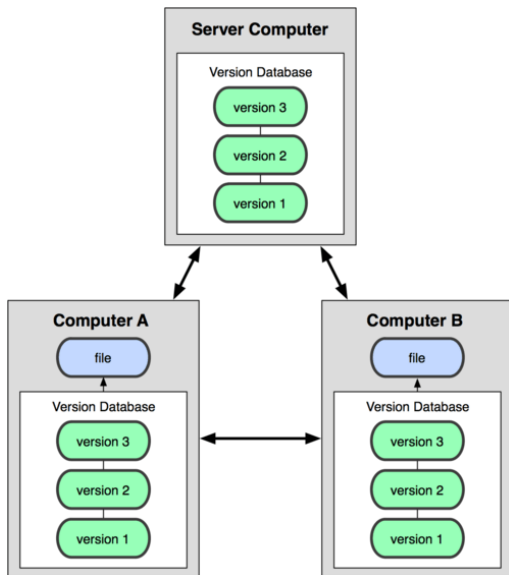 Server Computer
Version Database
version 3
version 2
version 1
Computer A
file
Version Database
version 3
version 2
version 1
Computer B
file
Version Database
version 3
version 2
version 1